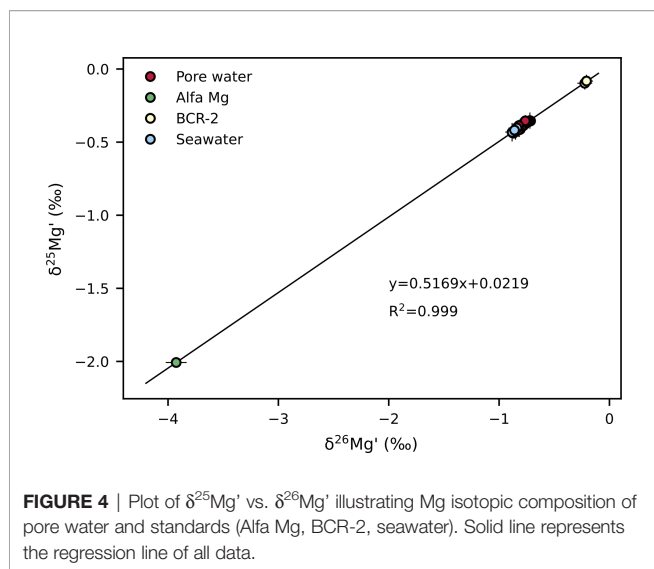 0.0
−0.5
−1.0
−1.5
−2.0
δ²⁵Mg' (‰)
Pore water
Alfa Mg
BCR-2
Seawater
y=0.5169x+0.0219
R²=0.999
−4 −3 −2 −1 0
δ²⁶Mg' (‰)
FIGURE 4 | Plot of δ²⁵Mg’ vs. δ²⁶Mg’ illustrating Mg isotopic composition of
pore water and standards (Alfa Mg, BCR-2, seawater). Solid line represents
the regression line of all data.